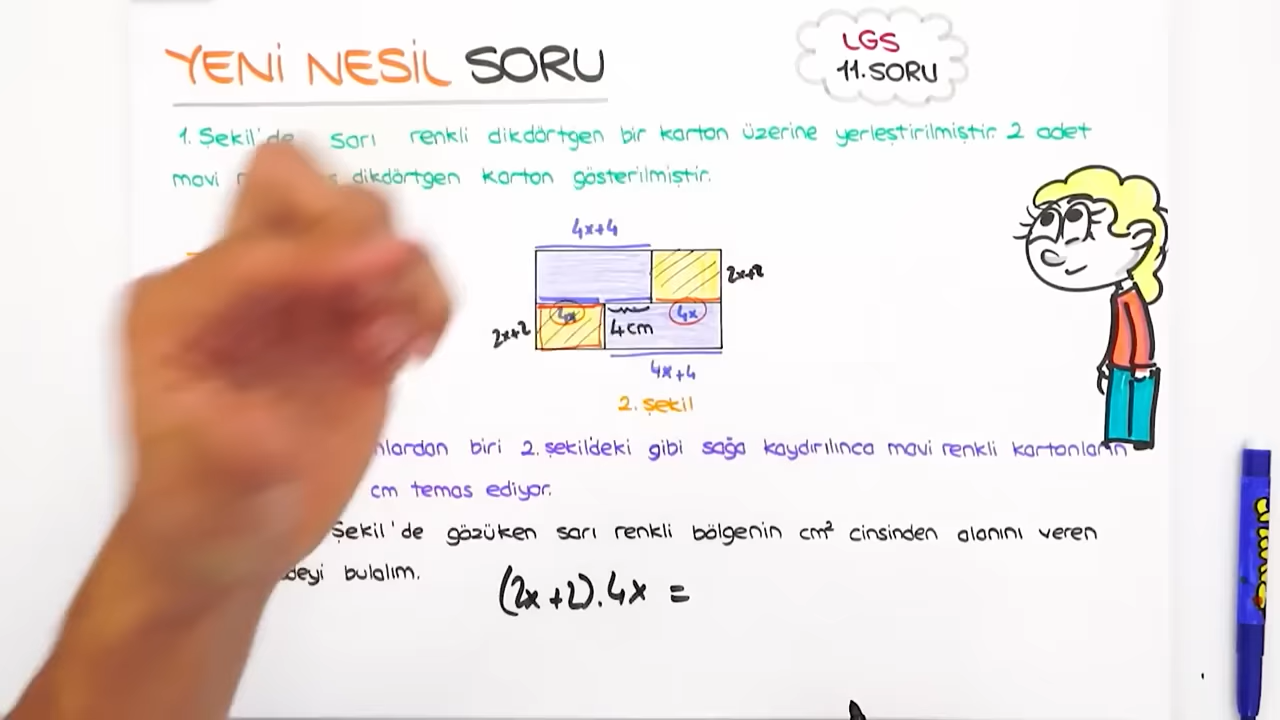 YENİ NESİL SORU
LGS
11. SORU
1. Şekil'de sarı renkli dikdörtgen bir karton üzerine yerleştirilmiştir. 2 adet
mavi dikdörtgen karton gösterilmiştir.
4x+4
2x+2
4x
4x
2x+2
4cm
4x+4
2. şekil
biri 2. şekildeki gibi sağa kaydırılınca mavi renkli kartonların
cm temas ediyor.
Şekil'de gözüken sarı renkli bölgenin cm² cinsinden alanını veren
bulalım.
(2x+2).4x =